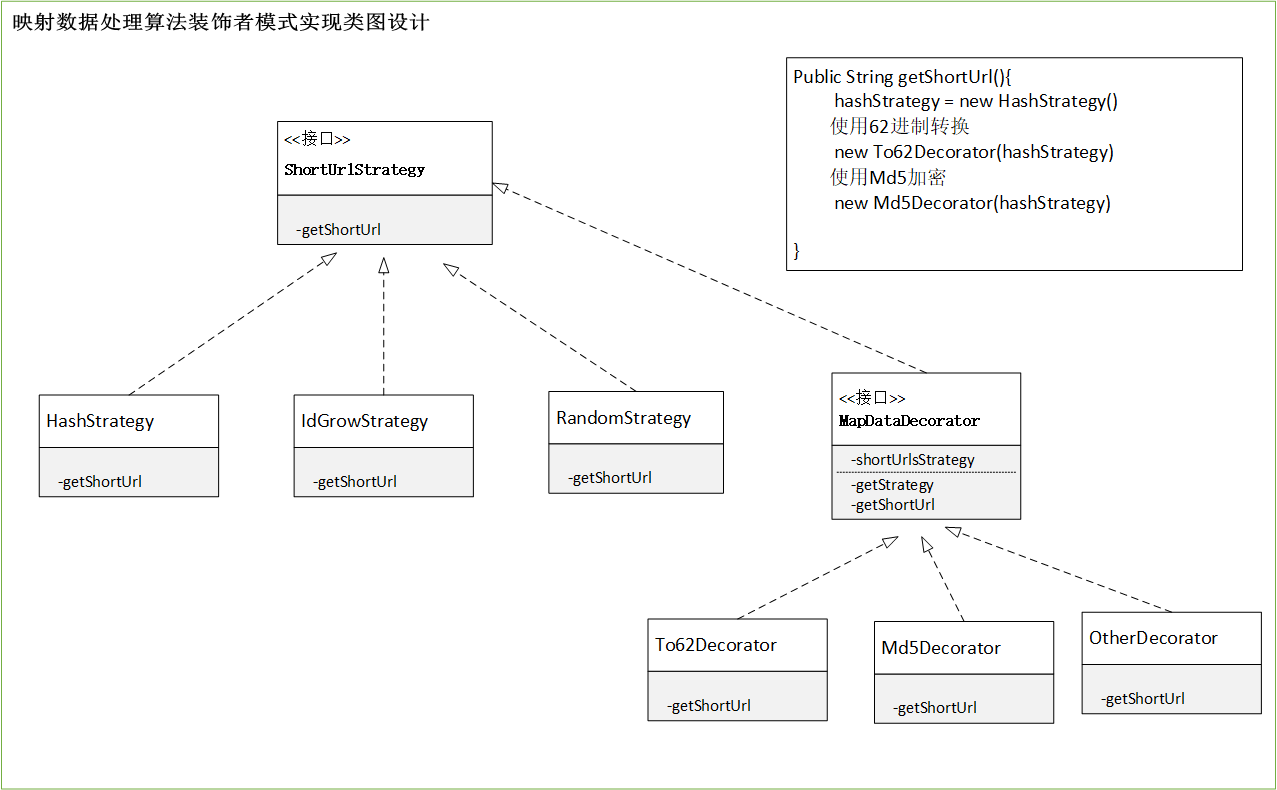 映射数据处理算法装饰者模式实现类图设计
Public String getShortUrl(){
hashStrategy = new HashStrategy()
使用62进制转换
new To62Decorator(hashStrategy)
使用Md5加密
new Md5Decorator(hashStrategy)
}
<<接口>>
ShortUrlStrategy
-getShortUrl
HashStrategy
-getShortUrl
IdGrowStrategy
-getShortUrl
RandomStrategy
-getShortUrl
<<接口>>
MapDataDecorator
-shortUrlsStrategy
-getStrategy
-getShortUrl
To62Decorator
-getShortUrl
Md5Decorator
-getShortUrl
OtherDecorator
-getShortUrl